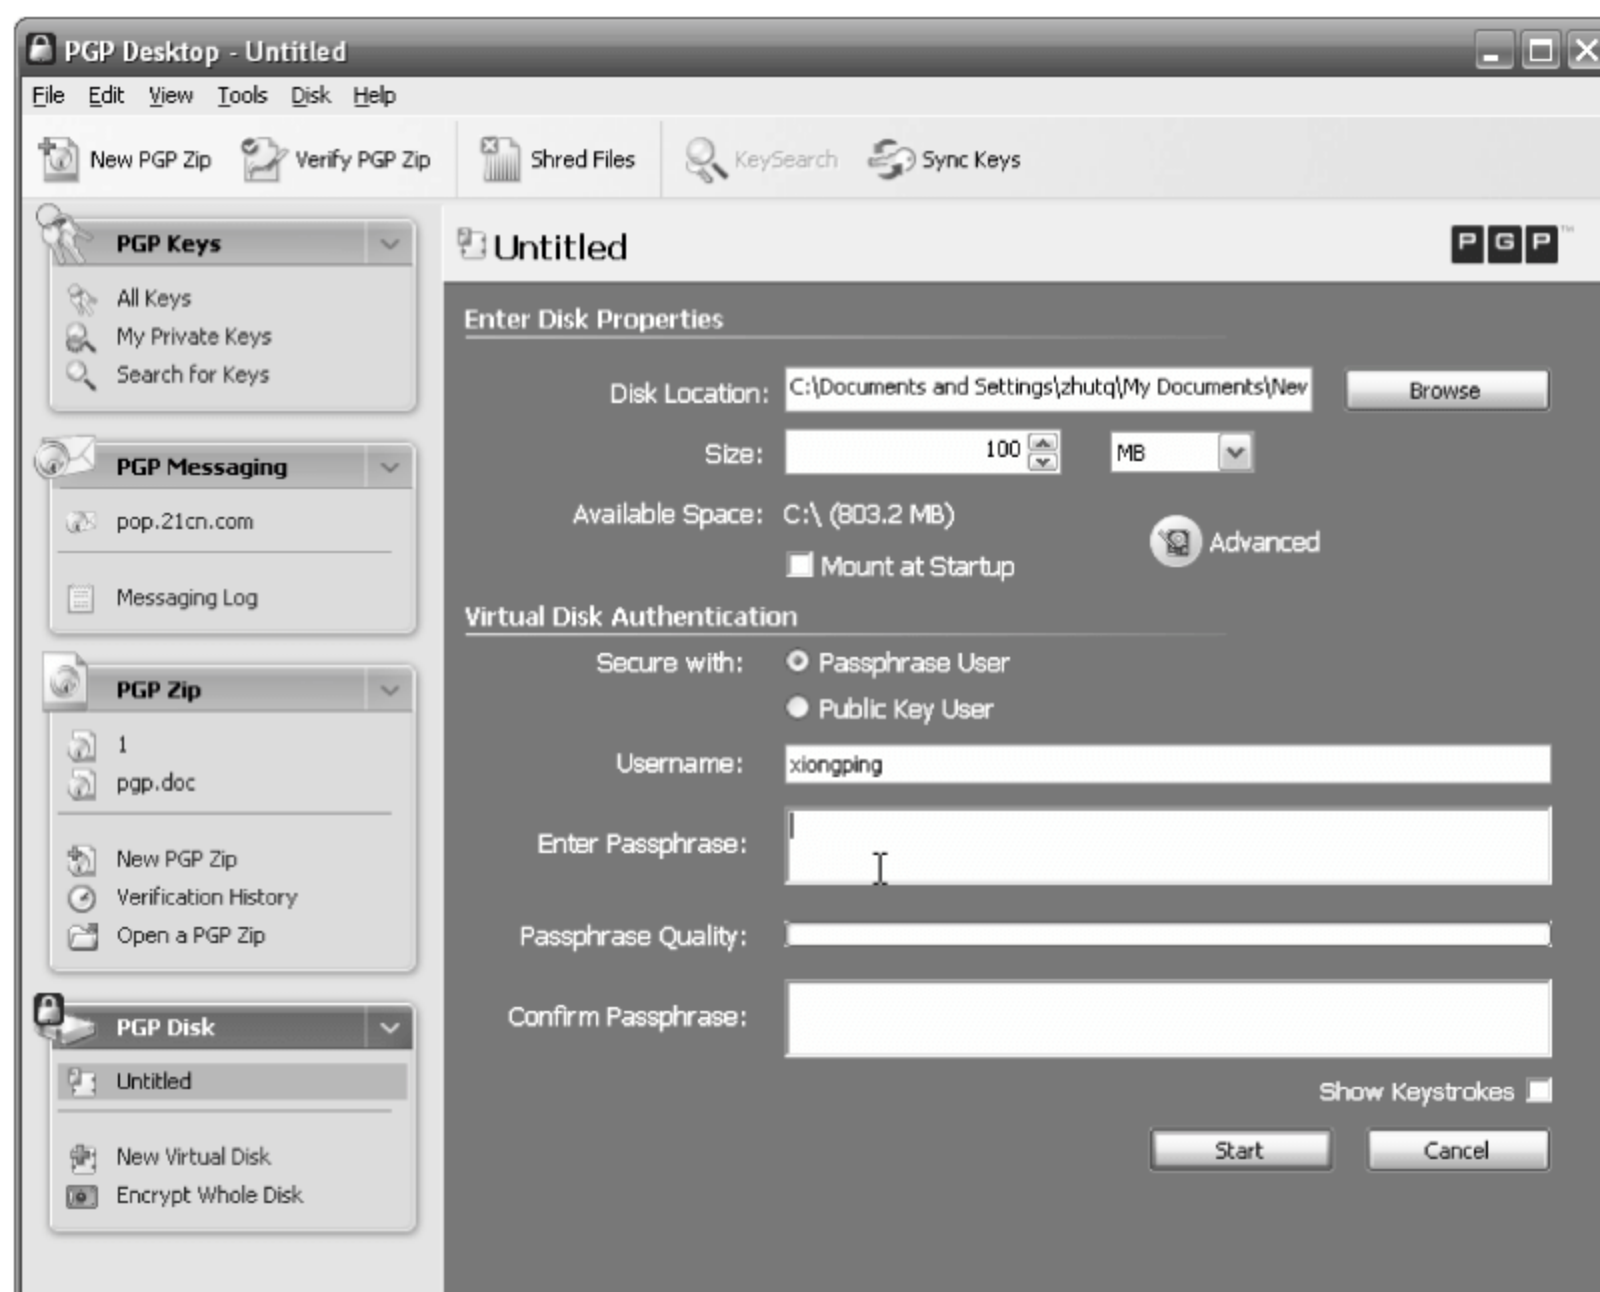 PGP Desktop - Untitled
File Edit View Tools Disk Help
New PGP Zip Verify PGP Zip Shred Files KeySearch Sync Keys
PGP Keys
All Keys
My Private Keys
Search for Keys
PGP Messaging
pop.21cn.com
Messaging Log
PGP Zip
1
pgp.doc
New PGP Zip
Verification History
Open a PGP Zip
PGP Disk
Untitled
New Virtual Disk
Encrypt Whole Disk
Untitled
PGP™
Enter Disk Properties
Disk Location: C:\Documents and Settings\zhutq\My Documents\Nev Browse
Size: 100 MB
Available Space: C:\ (803.2 MB)
Advanced
Mount at Startup
Virtual Disk Authentication
Secure with: Passphrase User
Public Key User
Username: xiongping
Enter Passphrase:
Passphrase Quality:
Confirm Passphrase:
Show Keystrokes
Start Cancel